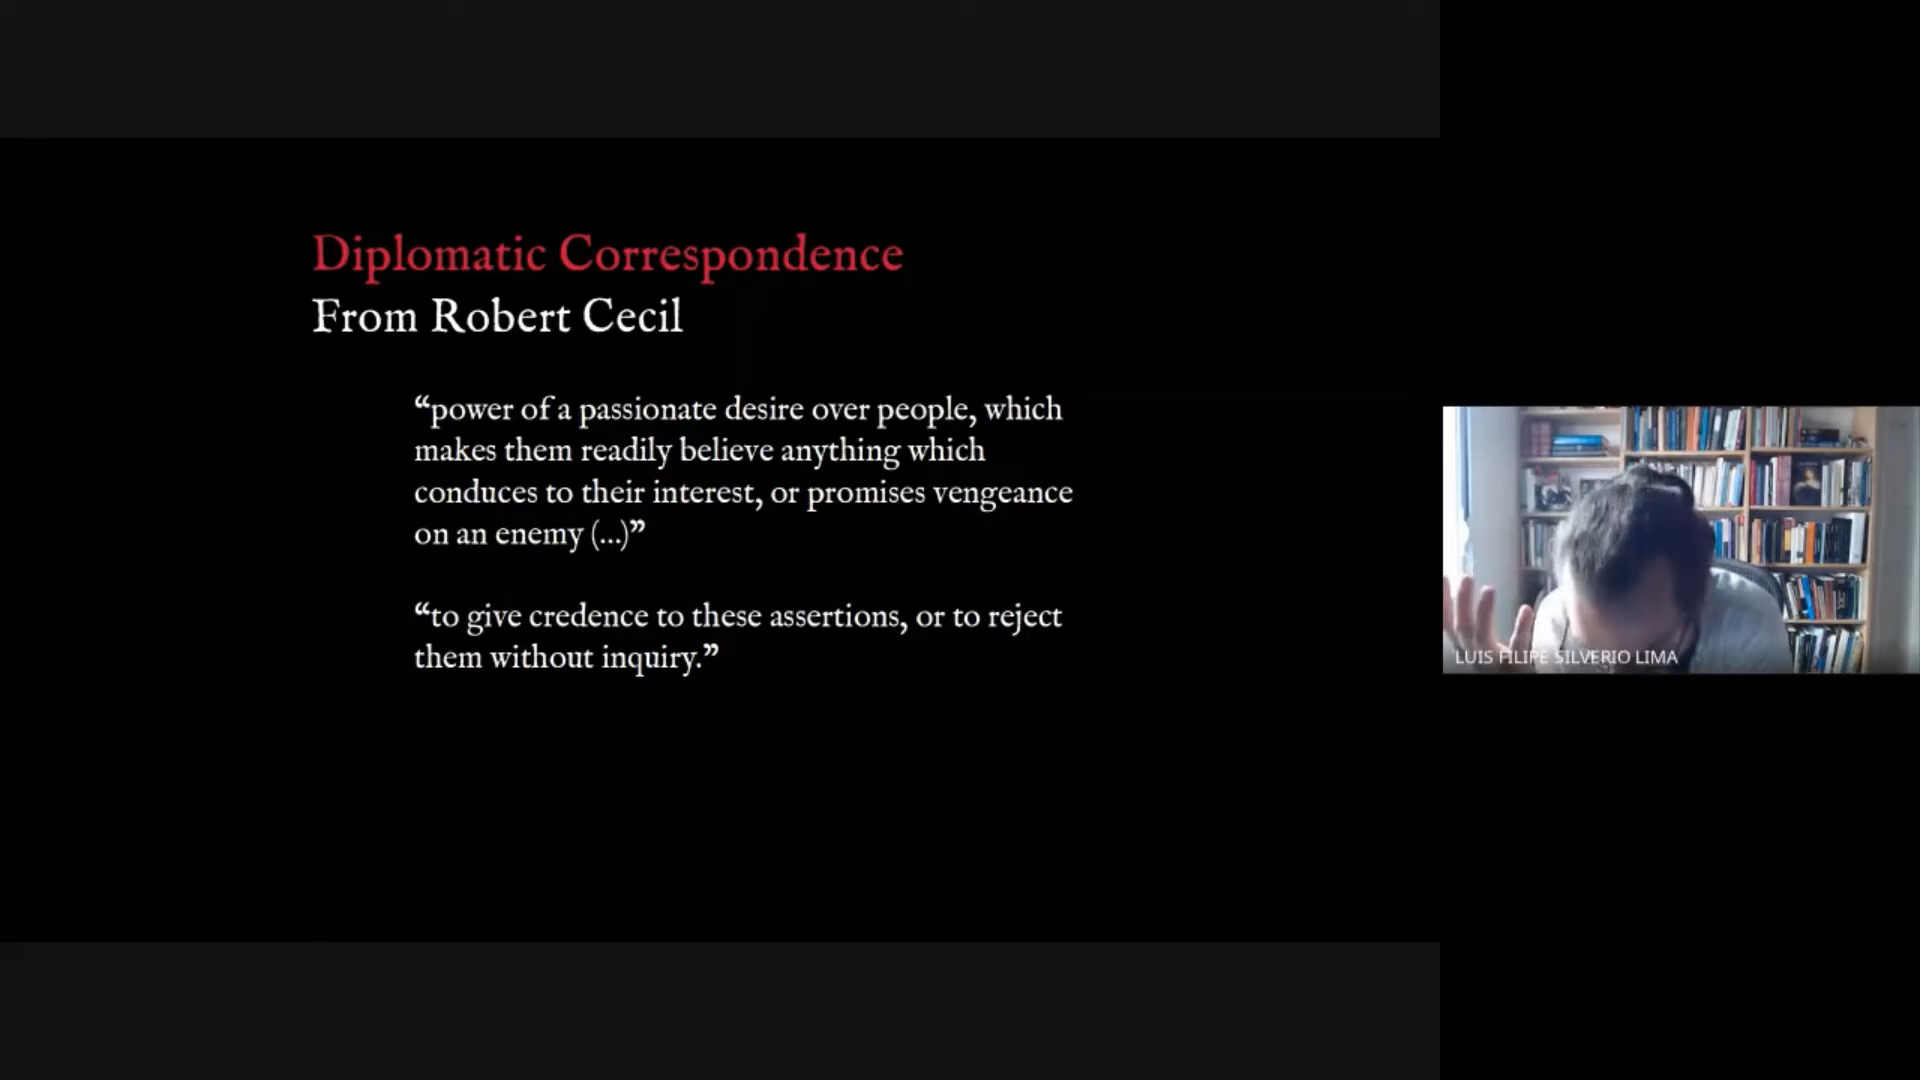 Diplomatic Correspondence
From Robert Cecil
“power of a passionate desire over people, which
makes them readily believe anything which
conduces to their interest, or promises vengeance
on an enemy (...)”
“to give credence to these assertions, or to reject
them without inquiry.”
LUIS FILIPE SILVERIO LIMA